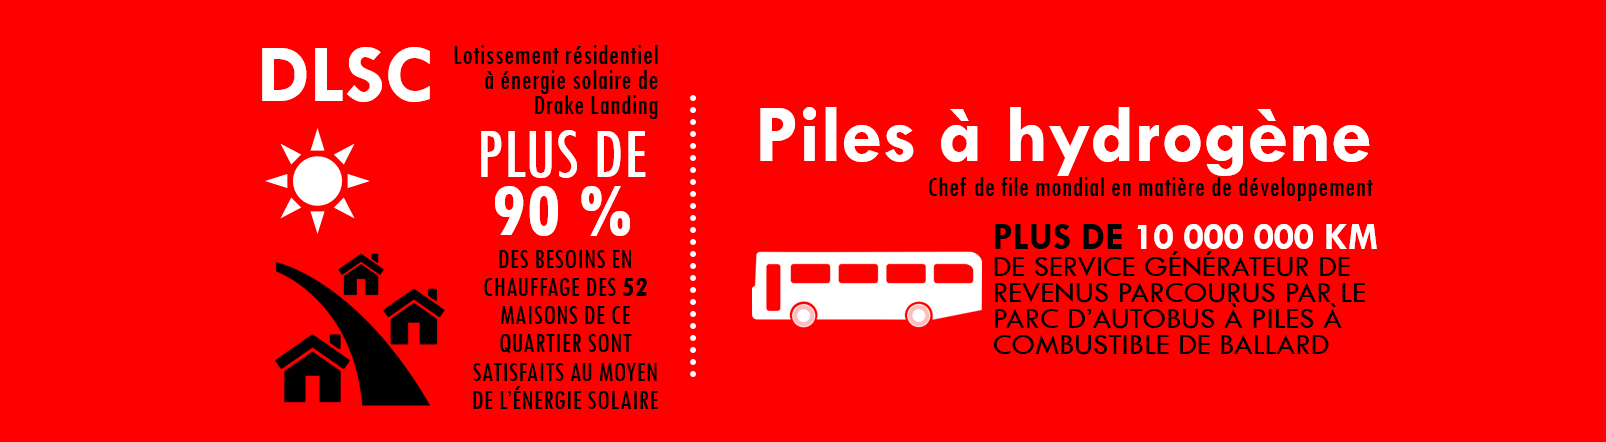 DLSC
Lotissement résidentiel
à énergie solaire de
Drake Landing
PLUS DE
90 %
DES BESOINS EN
CHAUFFAGE DES 52
MAISONS DE CE
QUARTIER SONT
SATISFAITS AU MOYEN
DE L'ÉNERGIE SOLAIRE
Piles à hydrogène
Chef de file mondial en matière de développement
PLUS DE 10 000 000 KM
DE SERVICE GÉNÉRATEUR DE
REVENUS PARCOURUS PAR LE
PARC D'AUTOBUS À PILES À
COMBUSTIBLE DE BALLARD